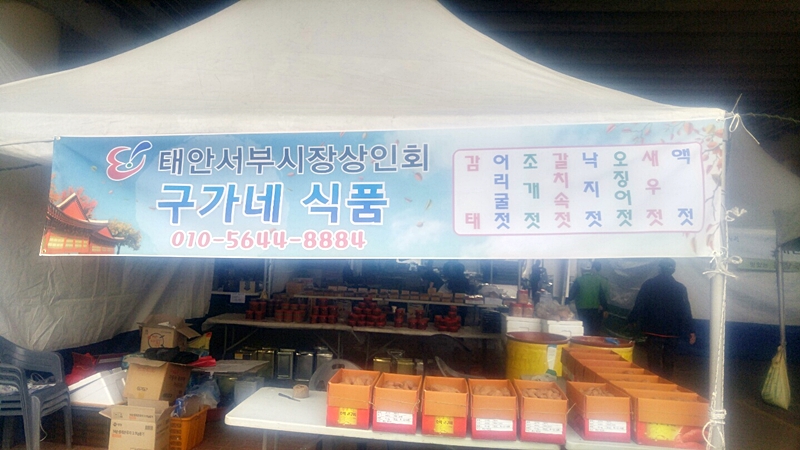 태안서부시장상인회
구가네 식품
010-5644-8884
감태
어리굴젓
조개젓
갈치속젓
낙지젓
오징어젓
새우젓
액젓